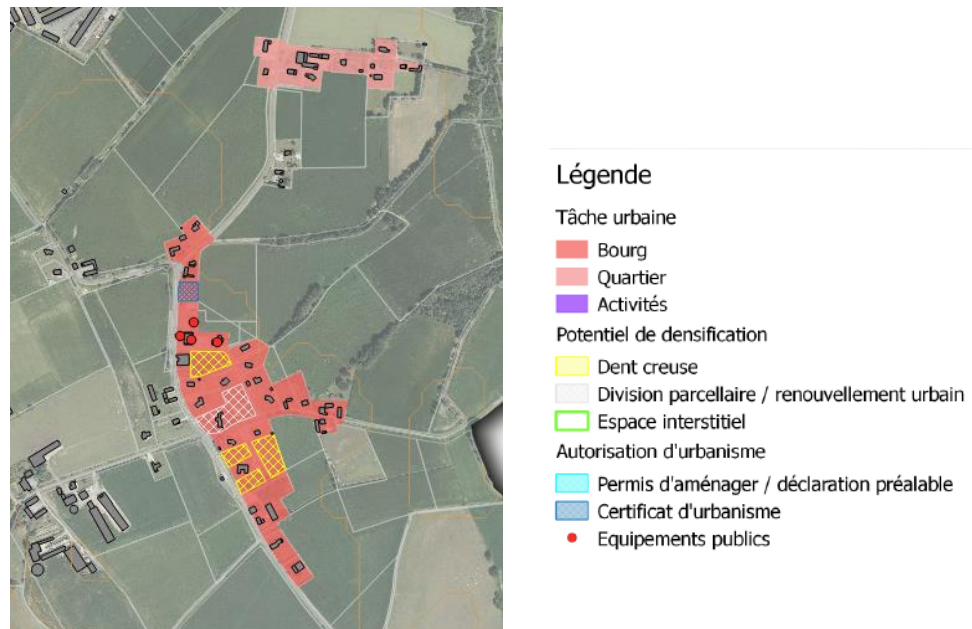 Légende
Tâche urbaine
Bourg
Quartier
Activités
Potentiel de densification
Dent creuse
Division parcellaire / renouvellement urbain
Espace interstitiel
Autorisation d'urbanisme
Permis d'aménager / déclaration préalable
Certificat d'urbanisme
Equipements publics